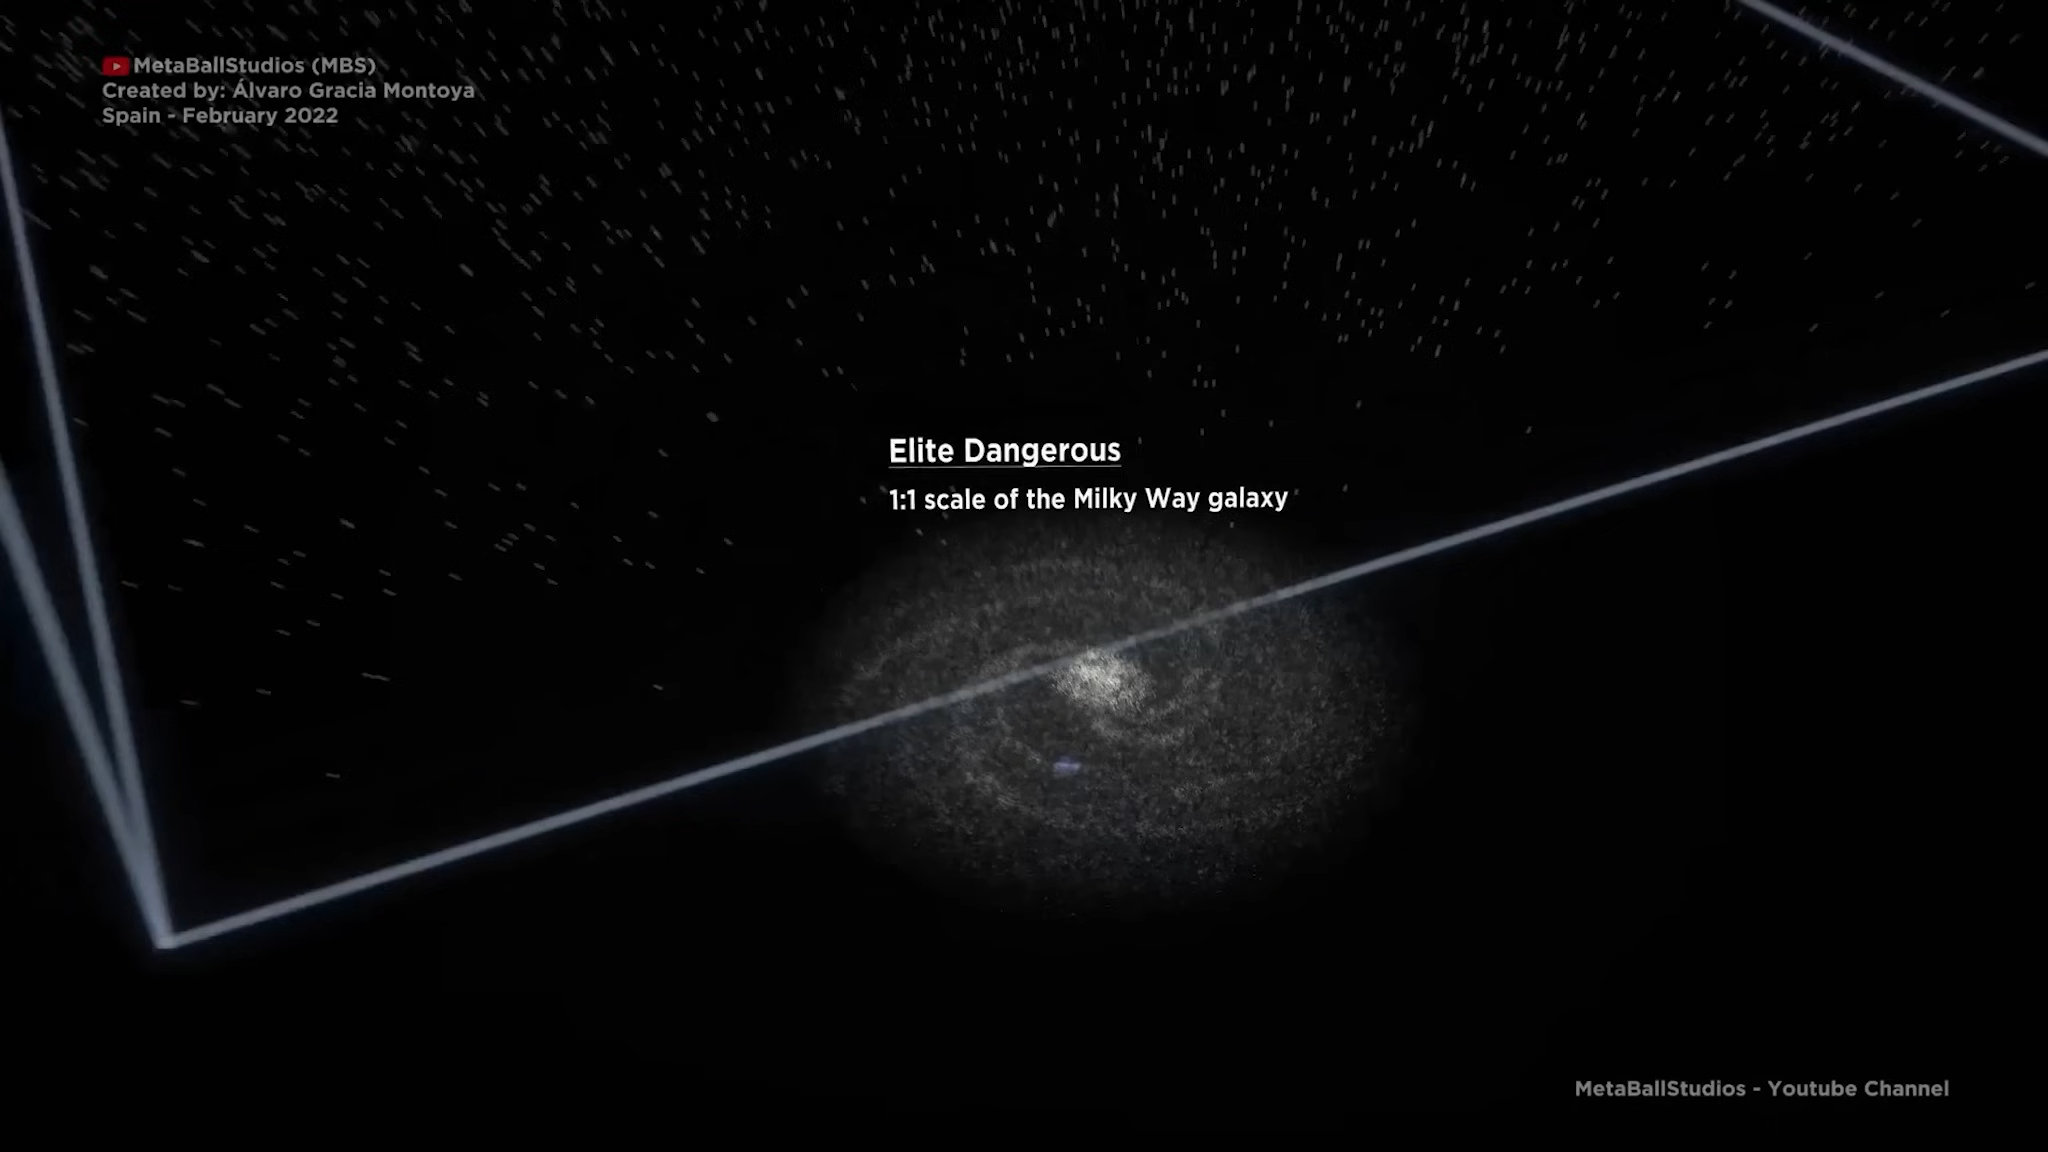 MetaBallStudios (MBS)
Created by: Álvaro Gracia Montoya
Spain - February 2022
Elite Dangerous
1:1 scale of the Milky Way galaxy
MetaBallStudios - Youtube Channel